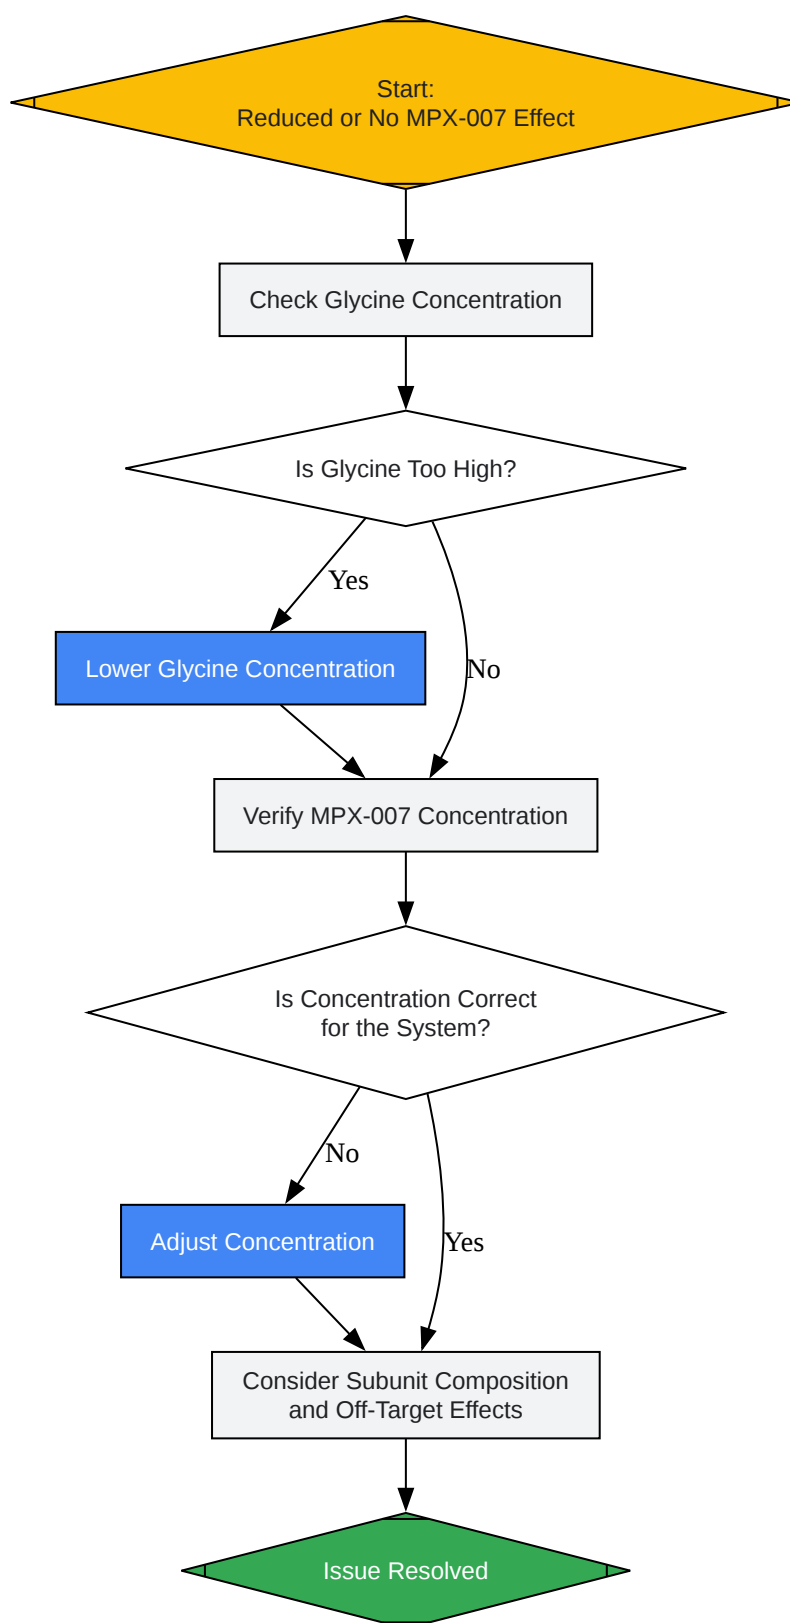 Start:
Reduced or No MPX-007 Effect
Check Glycine Concentration
Is Glycine Too High?
Yes
Lower Glycine Concentration
No
Verify MPX-007 Concentration
Is Concentration Correct
for the System?
No
Adjust Concentration
Yes
Consider Subunit Composition
and Off-Target Effects
Issue Resolved